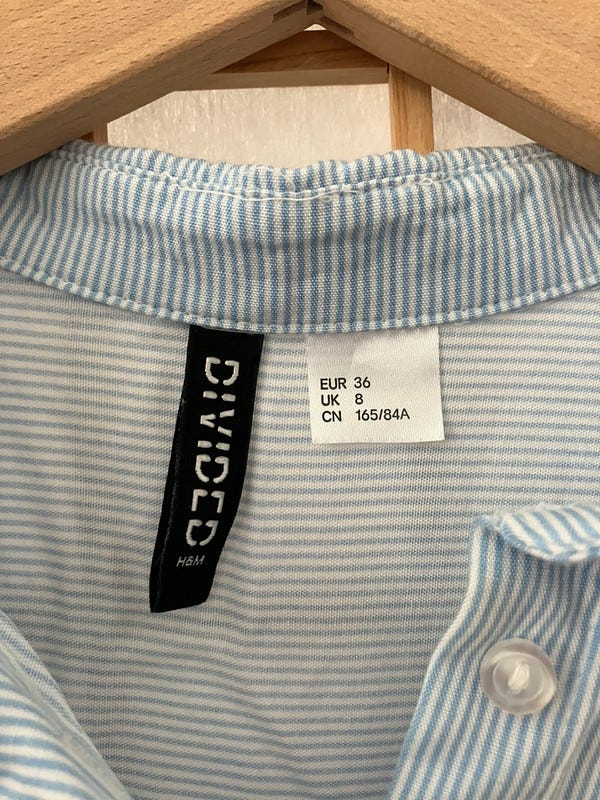 DIVIDED
H&M
EUR 36
UK 8
CN 165/84A